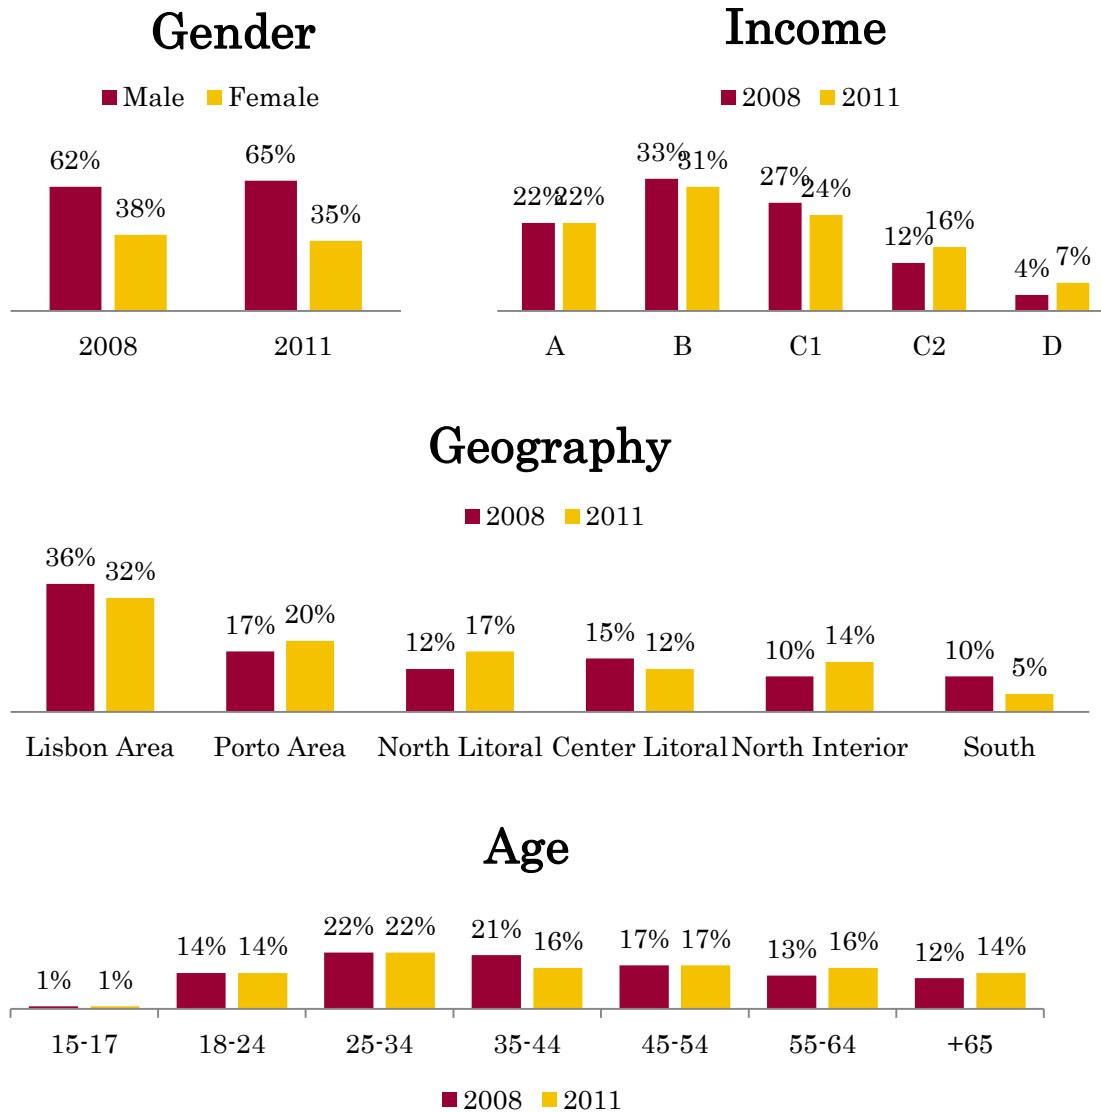 Gender
Male Female
62% 38% 65% 35%
2008 2011
Income
2008 2011
22% 22% 33% 31% 27% 24% 12% 16% 4% 7%
A B C1 C2 D
Geography
2008 2011
36% 32% 17% 20% 12% 17% 15% 12% 10% 14% 10% 5%
Lisbon Area Porto Area North Litoral Center Litoral North Interior South
Age
1% 1% 14% 14% 22% 22% 21% 16% 17% 17% 13% 16% 12% 14%
15-17 18-24 25-34 35-44 45-54 55-64 +65
2008 2011